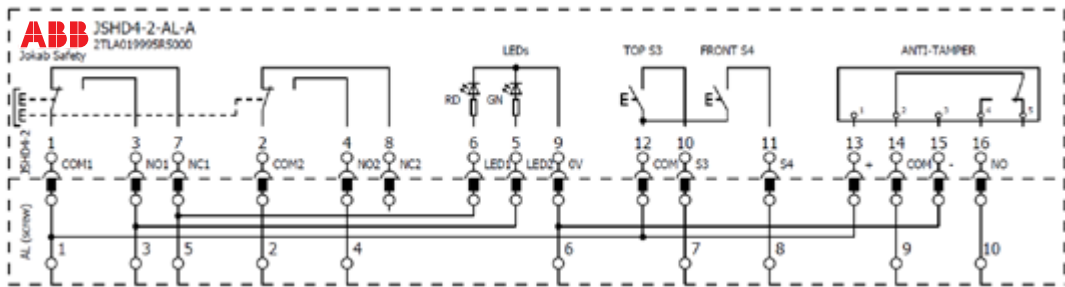 ABB JSHD4-2-AL-A
2TLA019995R5000
Jokab Safety
LEDs TOP S3 FRONT S4 ANTI-TAMPER
RD GN E E
1 2 3 4 5
JSHD4-2
1 3 7 2 4 8 6 5 9 12 10 11 13 14 15 16
COM1 NO1 NC1 COM2 NO2 NC2 LED1 LED2 0V COM S3 S4 + COM - NO
AL (screw)
1 3 5 2 4 6 7 8 9 10